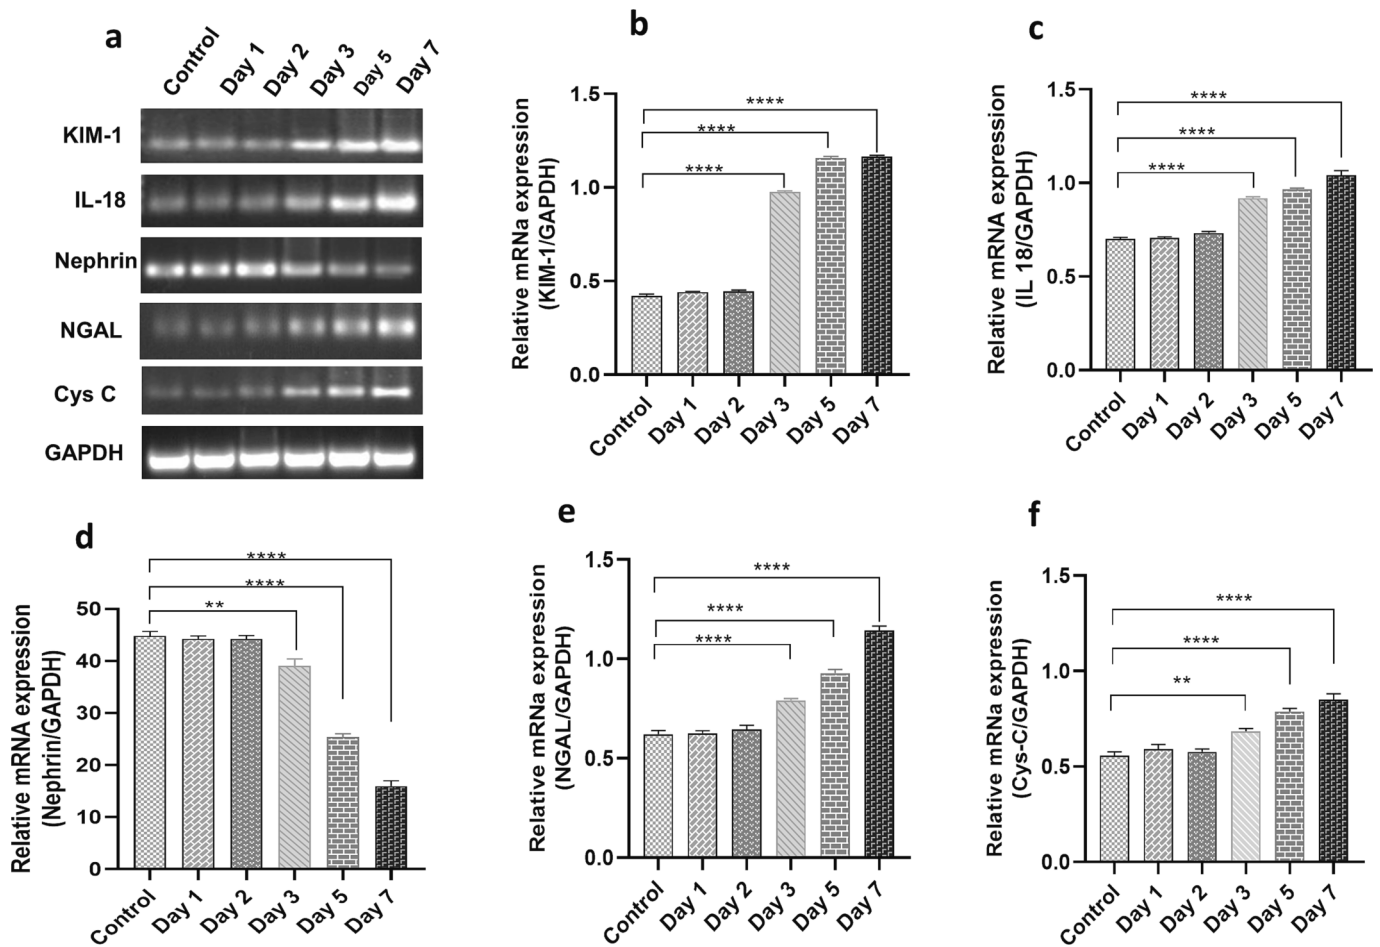 a
Control
Day 1
Day 2
Day 3
Day 5
Day 7
KIM-1
IL-18
Nephrin
NGAL
Cys C
GAPDH
b
Relative mRNa expression
(KIM-1/GAPDH)
1.5
1.0
0.5
0.0
****
****
****
Control
Day 1
Day 2
Day 3
Day 5
Day 7
c
Relative mRNA expression
(IL 18/GAPDH)
1.5
1.0
0.5
0.0
****
****
****
Control
Day 1
Day 2
Day 3
Day 5
Day 7
d
Relative mRNA expression
(Nephrin/GAPDH)
50
40
30
20
10
0
****
****
**
Control
Day 1
Day 2
Day 3
Day 5
Day 7
e
Relative mRNa expression
(NGAL/GAPDH)
1.5
1.0
0.5
0.0
****
****
****
Control
Day 1
Day 2
Day 3
Day 5
Day 7
f
Relative mRNa expression
(Cys-C/GAPDH)
1.5
1.0
0.5
0.0
****
****
**
Control
Day 1
Day 2
Day 3
Day 5
Day 7